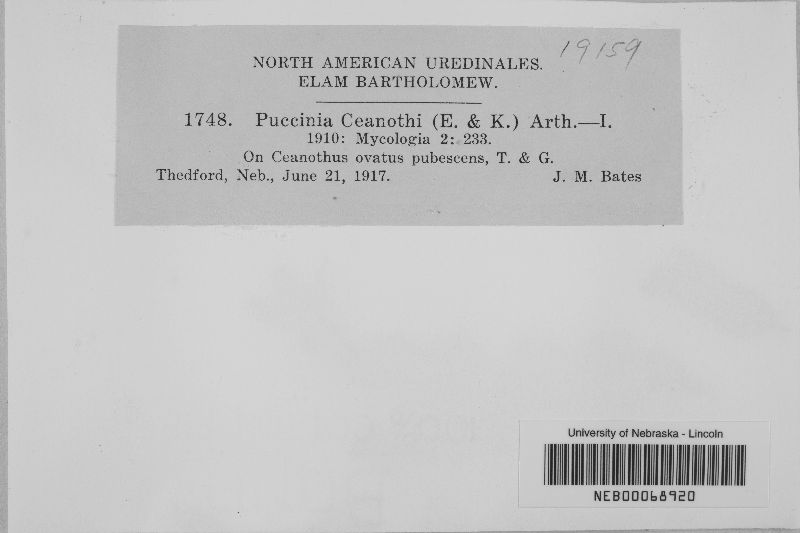 19159
NORTH AMERICAN UREDINALES.
ELAM BARTHOLOMEW.
1748. Puccinia Ceanothi (E. & K.) Arth.—I.
1910: Mycologia 2: 233.
On Ceanothus ovatus pubescens, T. & G.
Thedford, Neb., June 21, 1917. J. M. Bates
University of Nebraska - Lincoln
NEB00068920